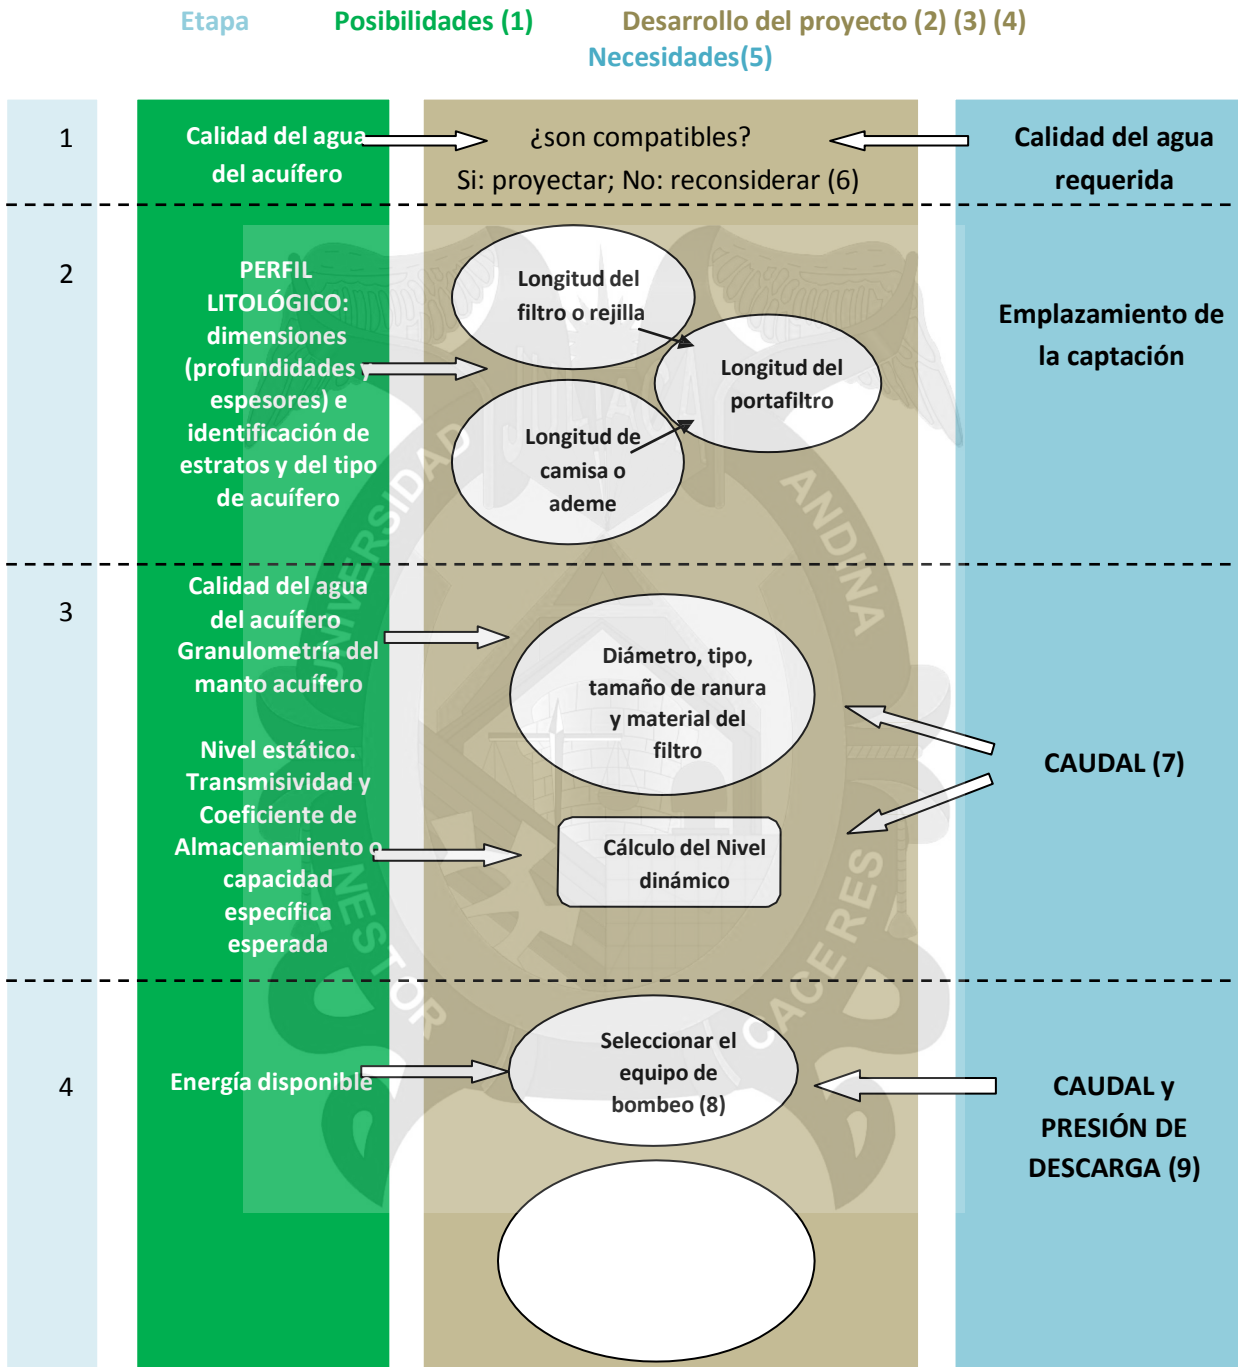 Etapa Posibilidades (1) Desarrollo del proyecto (2) (3) (4)
Necesidades(5)
1
Calidad del agua
del acuífero
¿son compatibles?
Si: proyectar; No: reconsiderar (6)
Calidad del agua
requerida
2
PERFIL
LITOLÓGICO:
dimensiones
(profundidades y
espesores) e
identificación de
estratos y del tipo
de acuífero
Longitud del
filtro o rejilla
Longitud del
portafiltro
Longitud de
camisa o
ademe
Emplazamiento de
la captación
3
Calidad del agua
del acuífero
Granulometría del
manto acuífero
Nivel estático.
Transmisividad y
Coeficiente de
Almacenamiento o
capacidad
específica
esperada
Diámetro, tipo,
tamaño de ranura
y material del
filtro
Cálculo del Nivel
dinámico
CAUDAL (7)
4
Energía disponible
Seleccionar el
equipo de
bombeo (8)
CAUDAL y
PRESIÓN DE
DESCARGA (9)
UNIVERSIDAD
ANDINA
NESTOR
CACERES